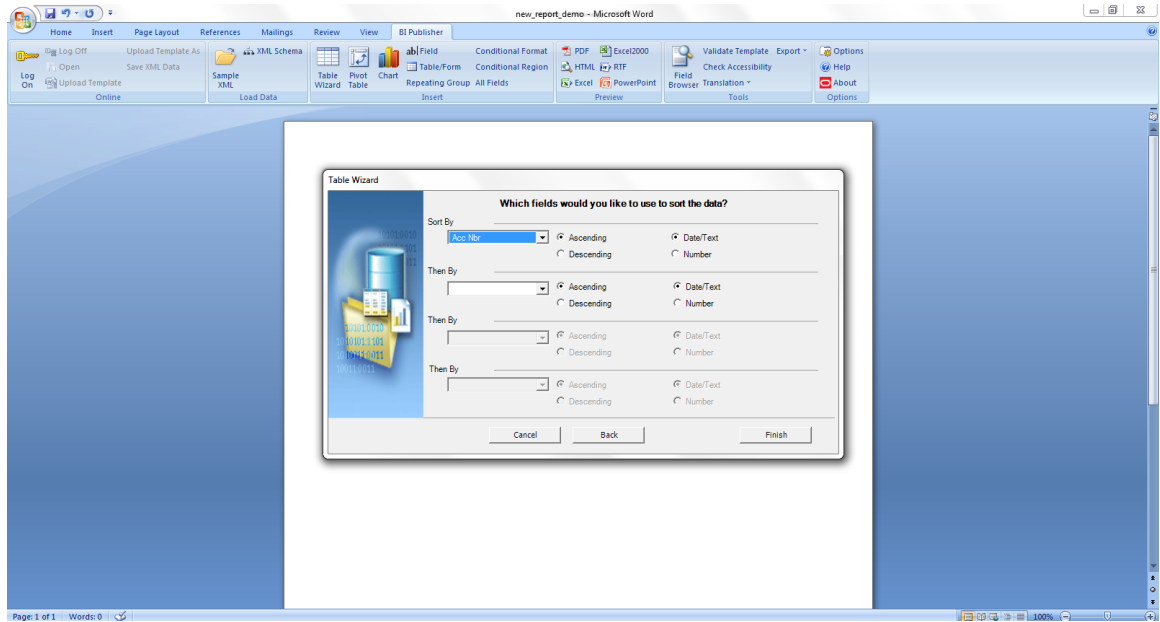 new_report_demo - Microsoft Word
Home Insert Page Layout References Mailings Review View BI Publisher
Log On
Log Off
Open
Upload Template
Upload Template As
Save XML Data
Online
Sample XML
XML Schema
Load Data
Table Wizard
Pivot Table
Chart
Field
Table/Form
Repeating Group
Conditional Format
Conditional Region
All Fields
Insert
PDF Excel2000
HTML RTF
Excel PowerPoint
Preview
Field Browser
Validate Template Export
Check Accessibility
Translation
Tools
Options
Help
About
Options
Table Wizard
Which fields would you like to use to sort the data?
Sort By
Acc Nbr Ascending Date/Text
Descending Number
Then By
Ascending Date/Text
Descending Number
Then By
Ascending Date/Text
Descending Number
Then By
Ascending Date/Text
Descending Number
Cancel Back Finish
Page: 1 of 1 Words: 0 100%